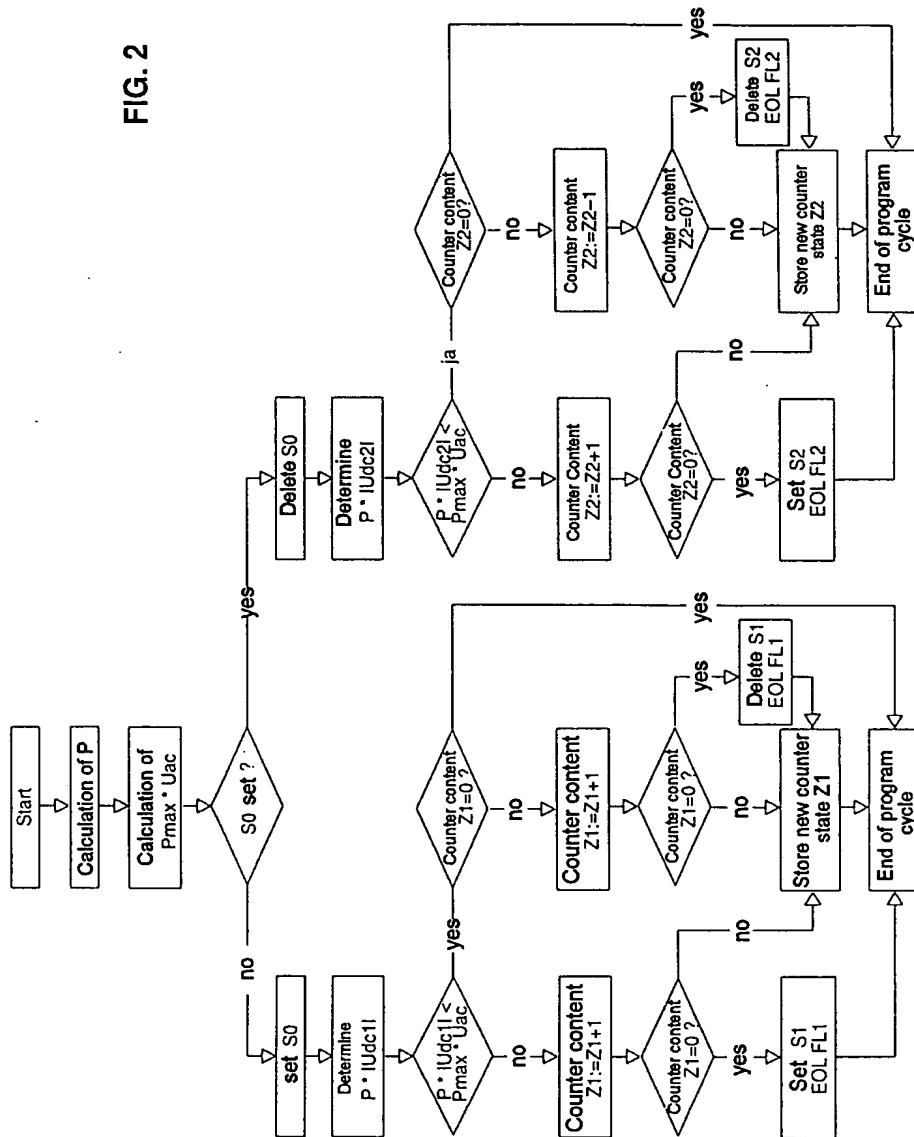 FIG. 2
Start
Calculation of P
Calculation of
Pmax * Uac
S0 set ?
no
yes
set S0
Determine
P * IUdc1I
P * IUdc1I <
Pmax * Uac
yes
no
Counter content
Z1:=Z1+1
Counter content
Z1=0 ?
yes
no
Set S1
EOL FL1
Counter content
Z1=0 ?
yes
no
Counter content
Z1:=Z1+1
Counter content
Z1=0 ?
yes
no
Delete S1
EOL FL1
Store new counter
state Z1
End of program
cycle
Delete S0
Determine
P * IUdc2I
P * IUdc2I <
Pmax * Uac
ja
no
Counter Content
Z2:=Z2+1
Counter Content
Z2=0?
yes
no
Set S2
EOL FL2
Counter content
Z2=0?
yes
no
Counter content
Z2:=Z2−1
Counter content
Z2=0?
yes
no
Delete S2
EOL FL2
Store new counter
state Z2
End of program
cycle